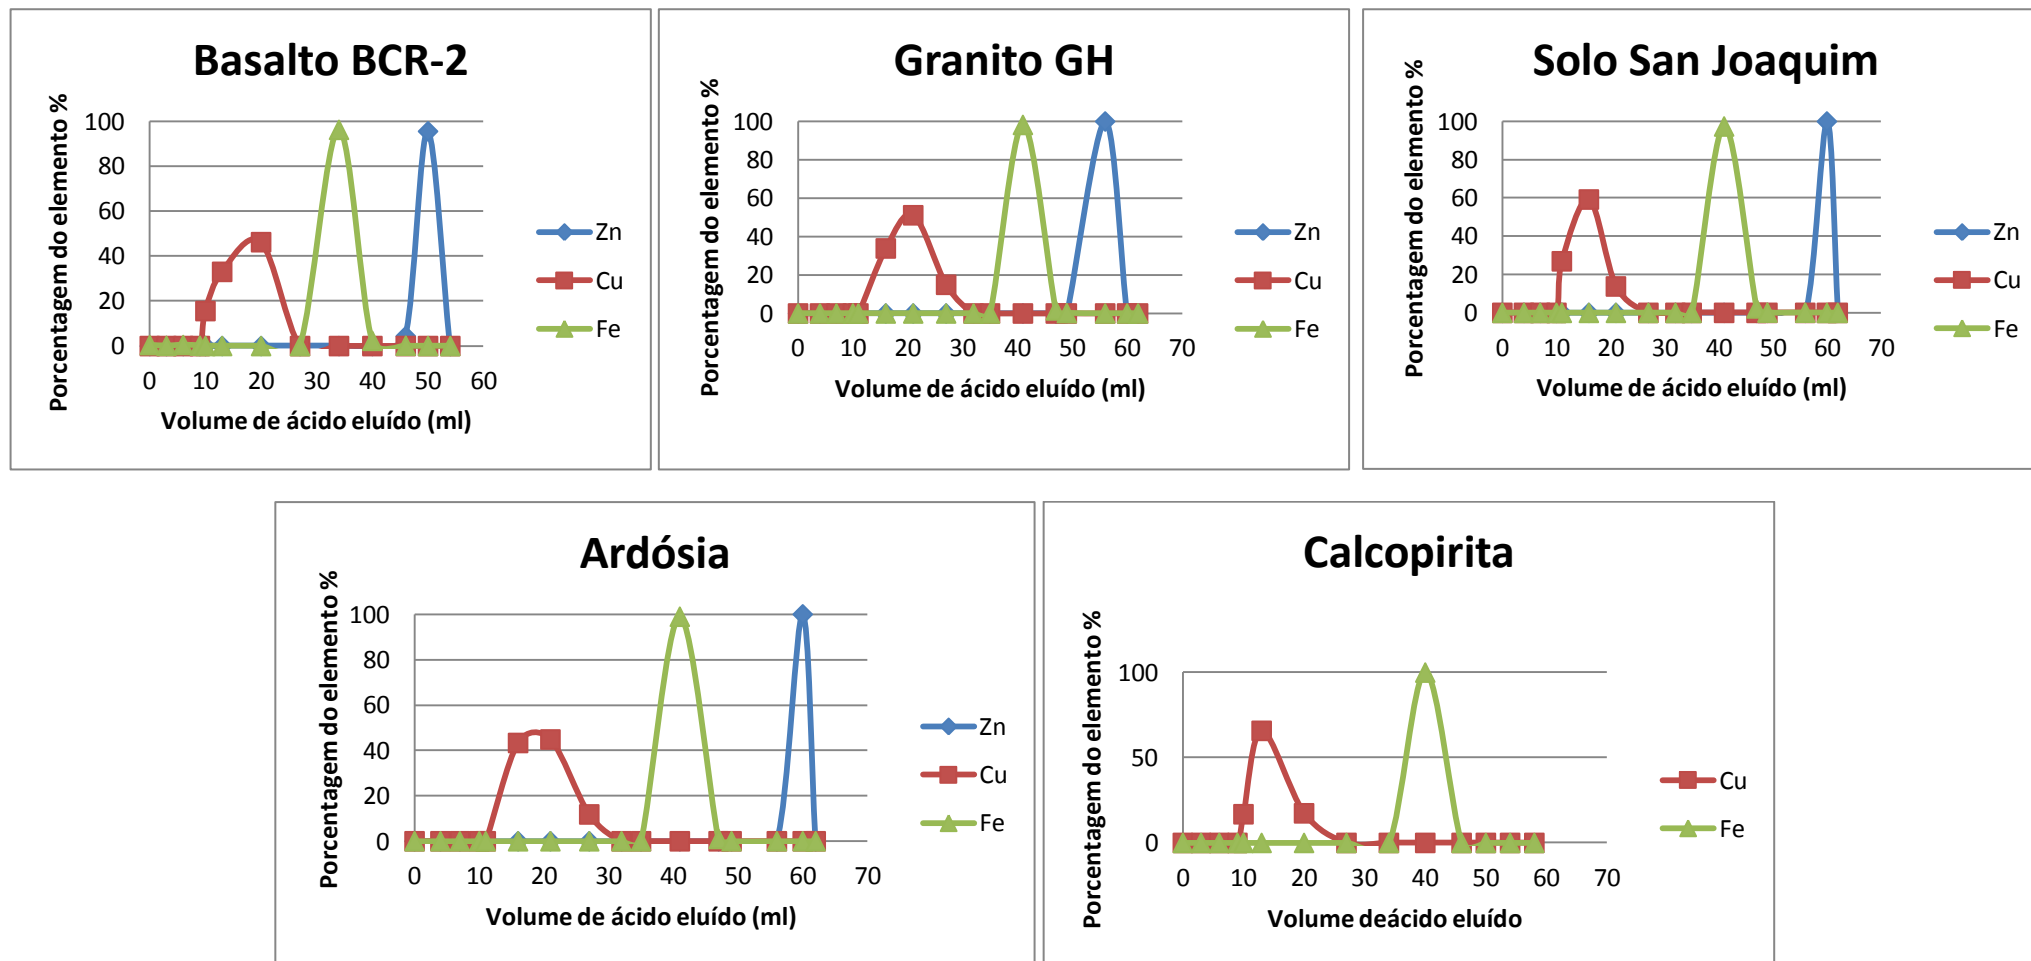 Basalto BCR-2
Porcentagem do elemento %
100
80
60
40
20
0
0 10 20 30 40 50 60
Volume de ácido eluído (ml)
Zn
Cu
Fe
Granito GH
Porcentagem do elemento %
100
80
60
40
20
0
0 10 20 30 40 50 60 70
Volume de ácido eluído (ml)
Zn
Cu
Fe
Solo San Joaquim
Porcentagem do elemento %
100
80
60
40
20
0
0 10 20 30 40 50 60 70
Volume de ácido eluído (ml)
Zn
Cu
Fe
Ardósia
Porcentagem do elemento %
100
80
60
40
20
0
0 10 20 30 40 50 60 70
Volume de ácido eluído (ml)
Zn
Cu
Fe
Calcopirita
Porcentagem do elemento %
100
50
0
0 10 20 30 40 50 60 70
Volume deácido eluído
Cu
Fe